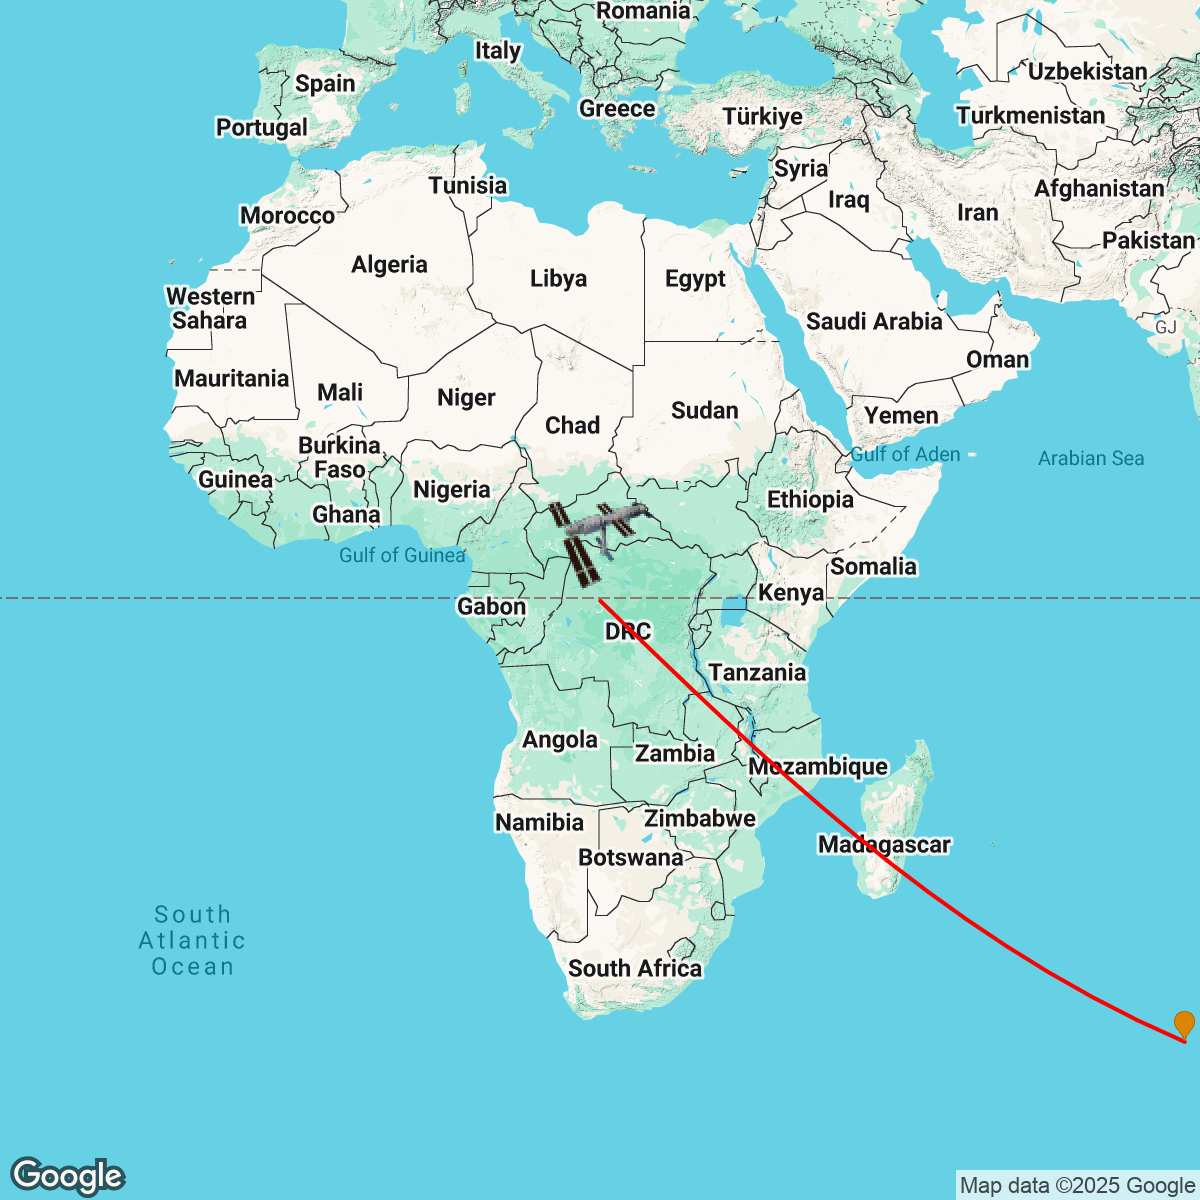 Romania
Italy
Spain
Uzbekistan
Greece
Türkiye
Turkmenistan
Portugal
Syria
Tunisia
Afghanistan
Iraq
Morocco
Iran
Pakistan
Algeria
Libya
Egypt
Western
Sahara
Saudi Arabia
GJ
Oman
Mauritania
Mali
Niger
Sudan
Yemen
Chad
Burkina
Faso
Gulf of Aden
Arabian Sea
Guinea
Nigeria
Ethiopia
Ghana
Gulf of Guinea
Somalia
Kenya
Gabon
DRC
Tanzania
Angola
Zambia
Mozambique
Namibia
Zimbabwe
Madagascar
Botswana
South
Atlantic
Ocean
South Africa
Google
Map data ©2025 Google